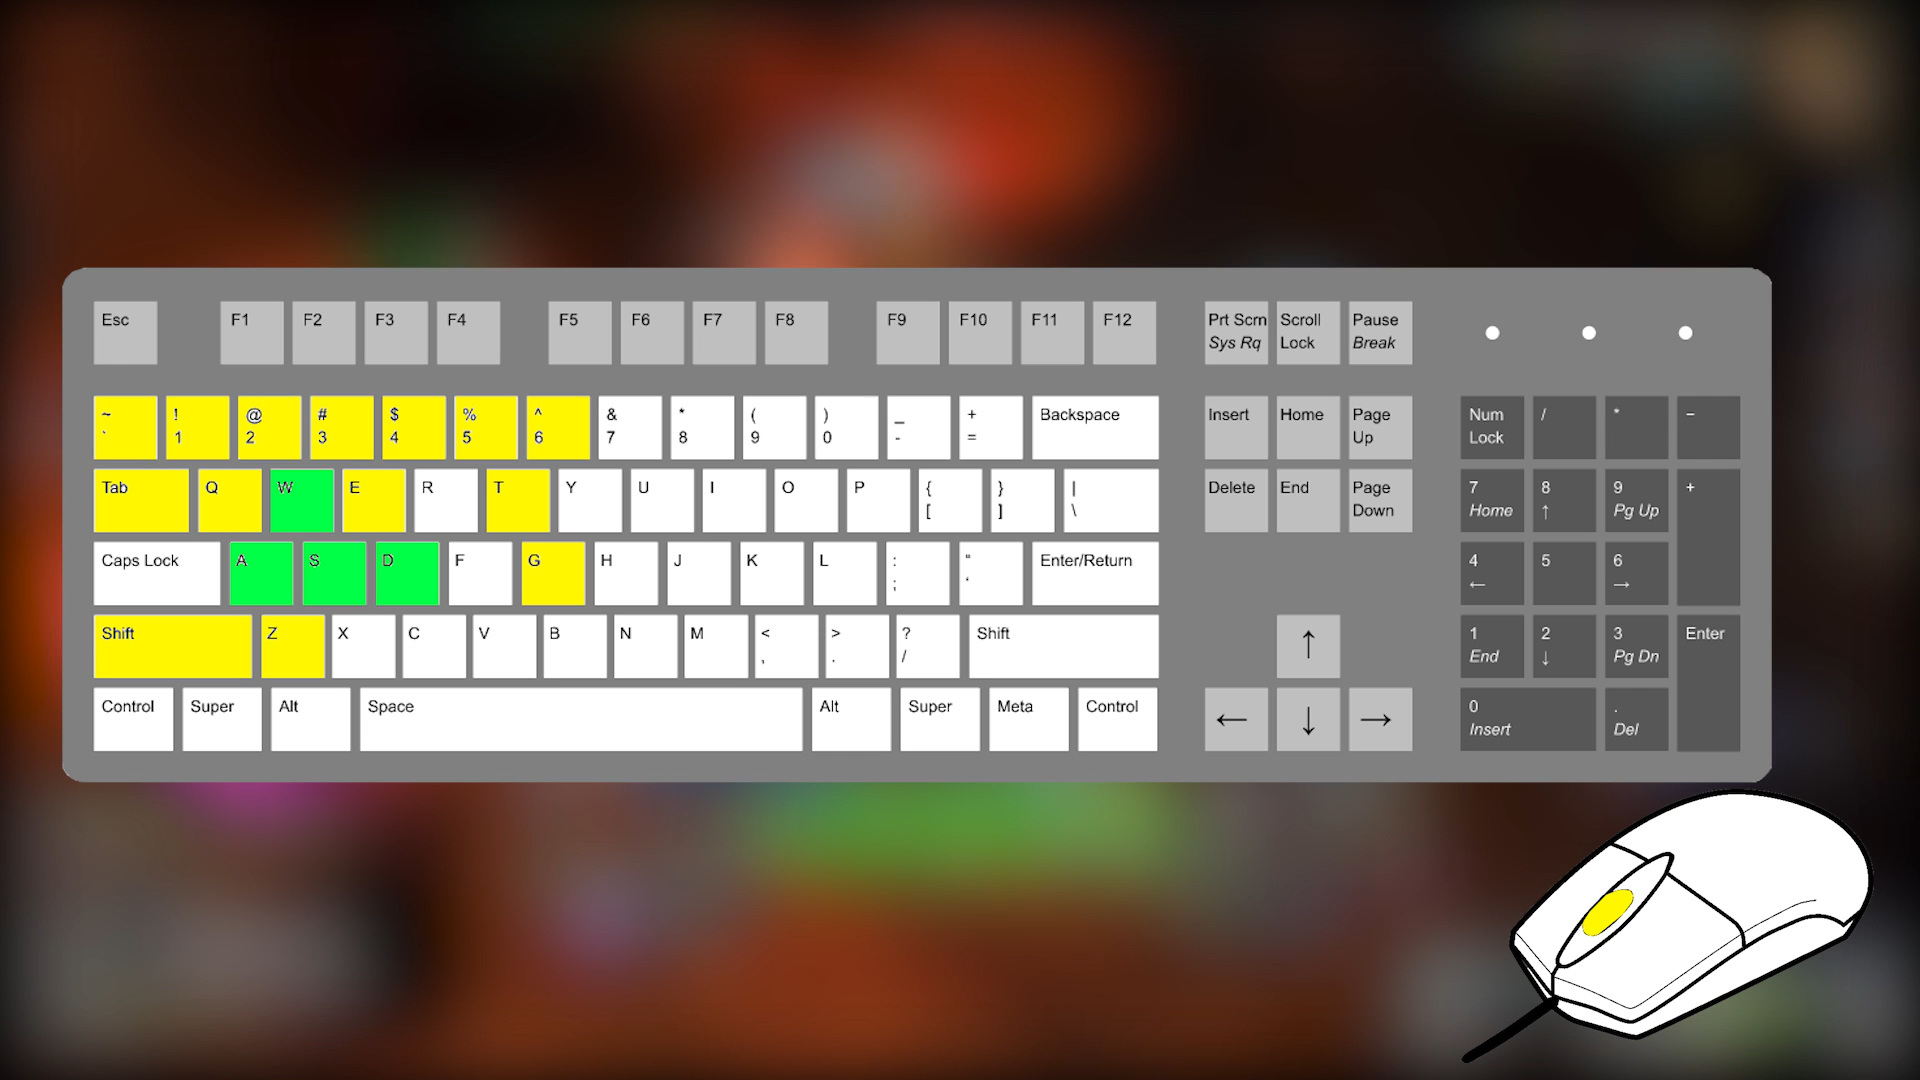 Esc F1 F2 F3 F4 F5 F6 F7 F8 F9 F10 F11 F12 Prt Scrn Scroll Pause
Sys Rq Lock Break
~ ! @ # $ % ^ & * ( ) _ + Backspace Insert Home Page Num / * −
` 1 2 3 4 5 6 7 8 9 0 - = Up Lock
Tab Q W E R T Y U I O P { } | Delete End Page 7 8 9 +
[ ] \ Down Home ↑ Pg Up
Caps Lock A S D F G H J K L : " Enter/Return 4 5 6
; ' ← →
Shift Z X C V B N M < > ? Shift ↑ 1 2 3 Enter
, . / End ↓ Pg Dn
Control Super Alt Space Alt Super Meta Control ← ↓ → 0 .
Insert Del